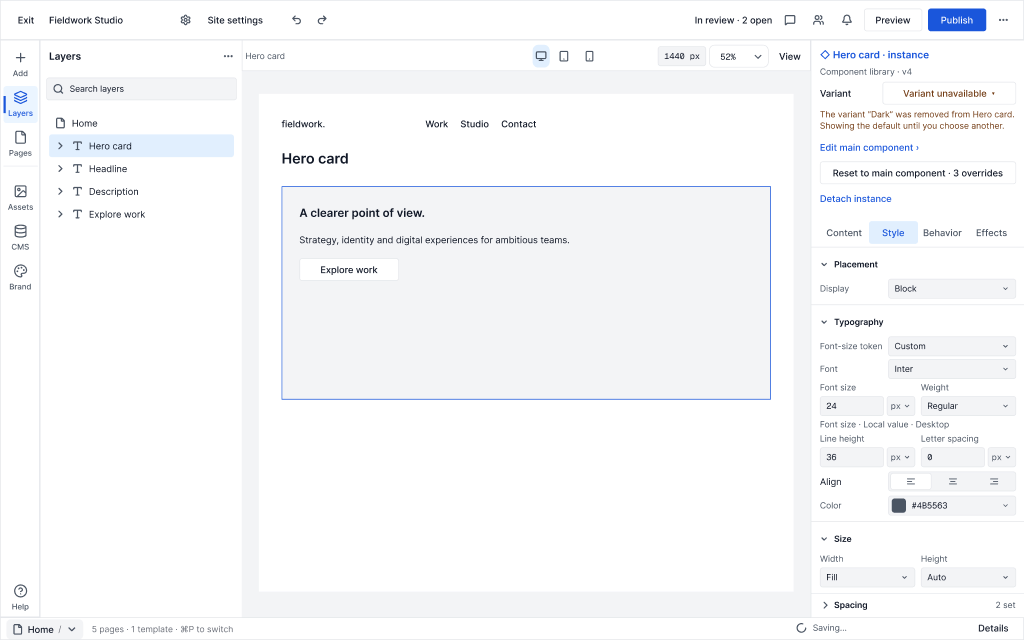 Exit
Fieldwork Studio
Site settings
In review · 2 open
Preview
Publish
Add
Layers
Pages
Assets
CMS
Brand
Help
Layers
Search layers
Home
Hero card
Headline
Description
Explore work
Hero card
1440 px
52%
View
fieldwork.
Work
Studio
Contact
Hero card
A clearer point of view.
Strategy, identity and digital experiences for ambitious teams.
Explore work
Hero card · instance
Component library · v4
Variant
Variant unavailable
The variant "Dark" was removed from Hero card.
Showing the default until you choose another.
Edit main component ›
Reset to main component · 3 overrides
Detach instance
Content
Style
Behavior
Effects
Placement
Display
Block
Typography
Font-size token
Custom
Font
Inter
Font size
Weight
24
px
Regular
Font size · Local value · Desktop
Line height
Letter spacing
36
px
0
px
Align
Color
#4B5563
Size
Width
Height
Fill
Auto
Spacing
2 set
Home /
5 pages · 1 template · ⌘P to switch
Saving...
Details